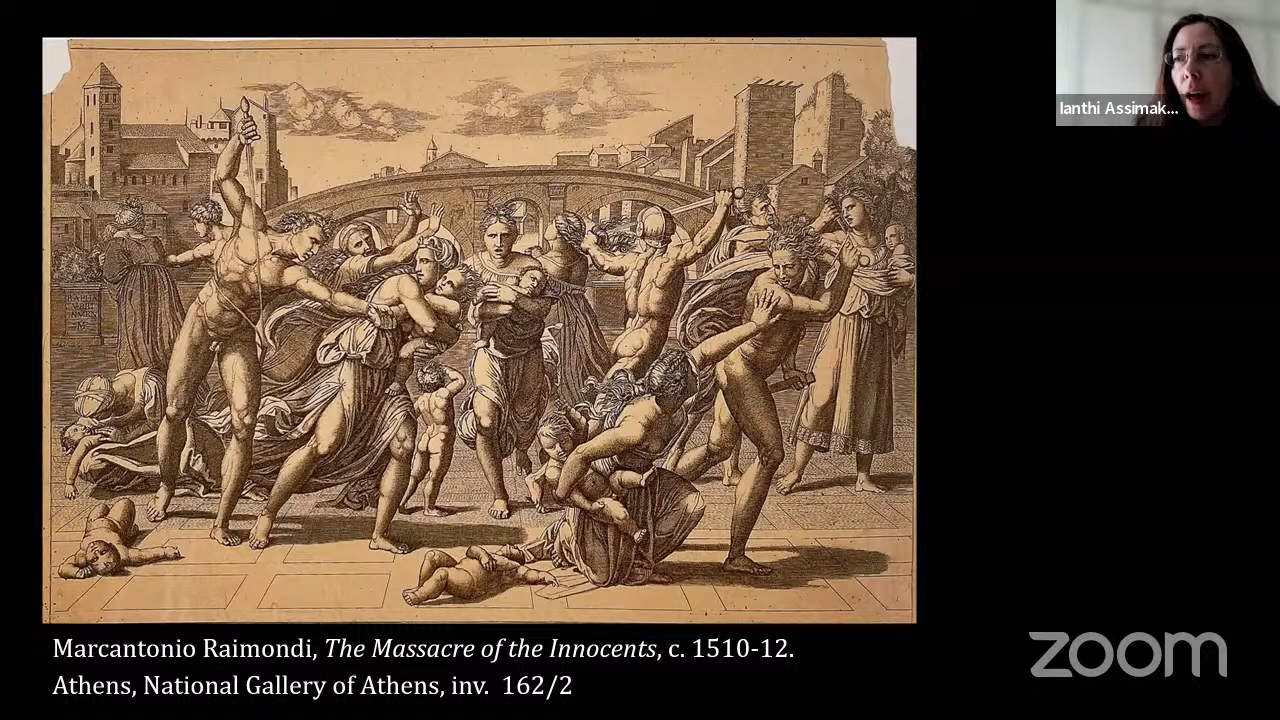 Ianthi Assimak...
Marcantonio Raimondi, The Massacre of the Innocents, c. 1510-12.
Athens, National Gallery of Athens, inv. 162/2
zoom